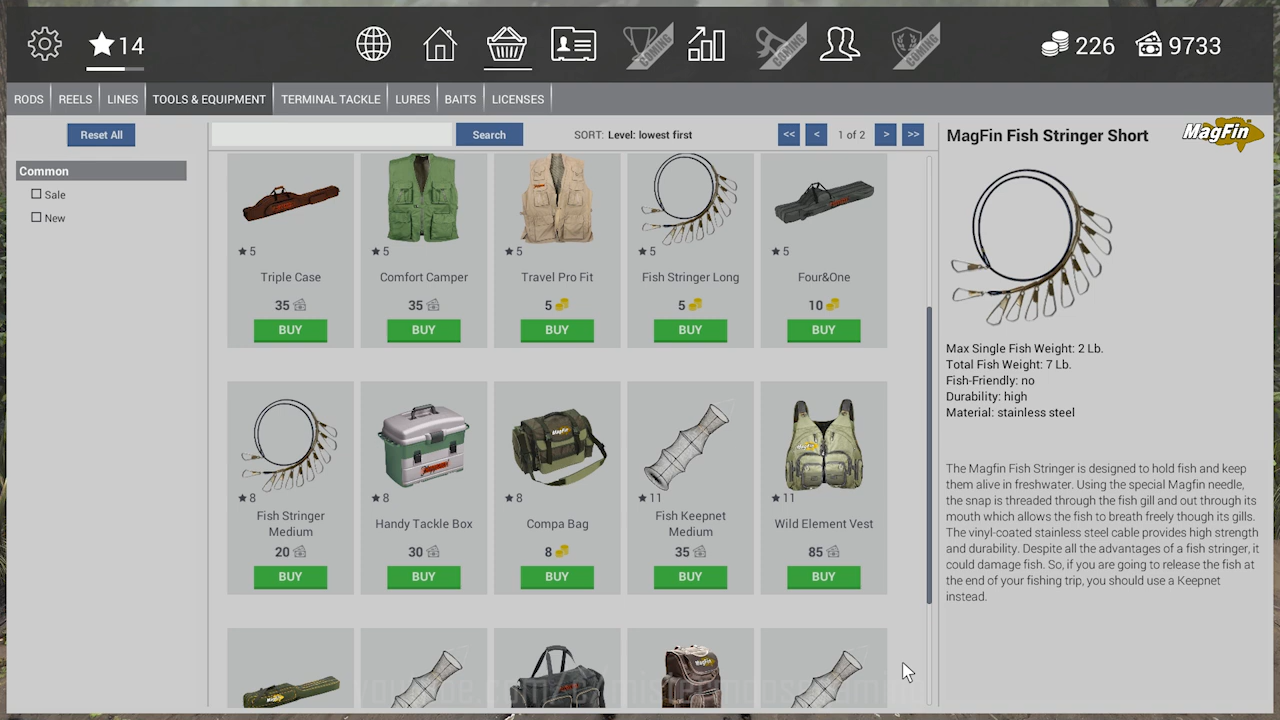 14
COMING
COMING
COMING
226
9733
RODS
REELS
LINES
TOOLS & EQUIPMENT
TERMINAL TACKLE
LURES
BAITS
LICENSES
Reset All
Search
SORT: Level: lowest first
<<
<
1 of 2
>
>>
MagFin Fish Stringer Short
MagFin
Common
Sale
New
5
5
5
5
5
Triple Case
Comfort Camper
Travel Pro Fit
Fish Stringer Long
Four&One
35
35
5
5
10
BUY
BUY
BUY
BUY
BUY
Max Single Fish Weight: 2 Lb.
Total Fish Weight: 7 Lb.
Fish-Friendly: no
Durability: high
Material: stainless steel
MagFin
MagFin
8
8
8
11
11
Fish Stringer
Medium
Handy Tackle Box
Compa Bag
Fish Keepnet
Medium
Wild Element Vest
20
30
8
35
85
BUY
BUY
BUY
BUY
BUY
The Magfin Fish Stringer is designed to hold fish and keep
them alive in freshwater. Using the special Magfin needle,
the snap is threaded through the fish gill and out through its
mouth which allows the fish to breath freely though its gills.
The vinyl-coated stainless steel cable provides high strength
and durability. Despite all the advantages of a fish stringer, it
could damage fish. So, if you are going to release the fish at
the end of your fishing trip, you should use a Keepnet
instead.
MagFin
MagFin